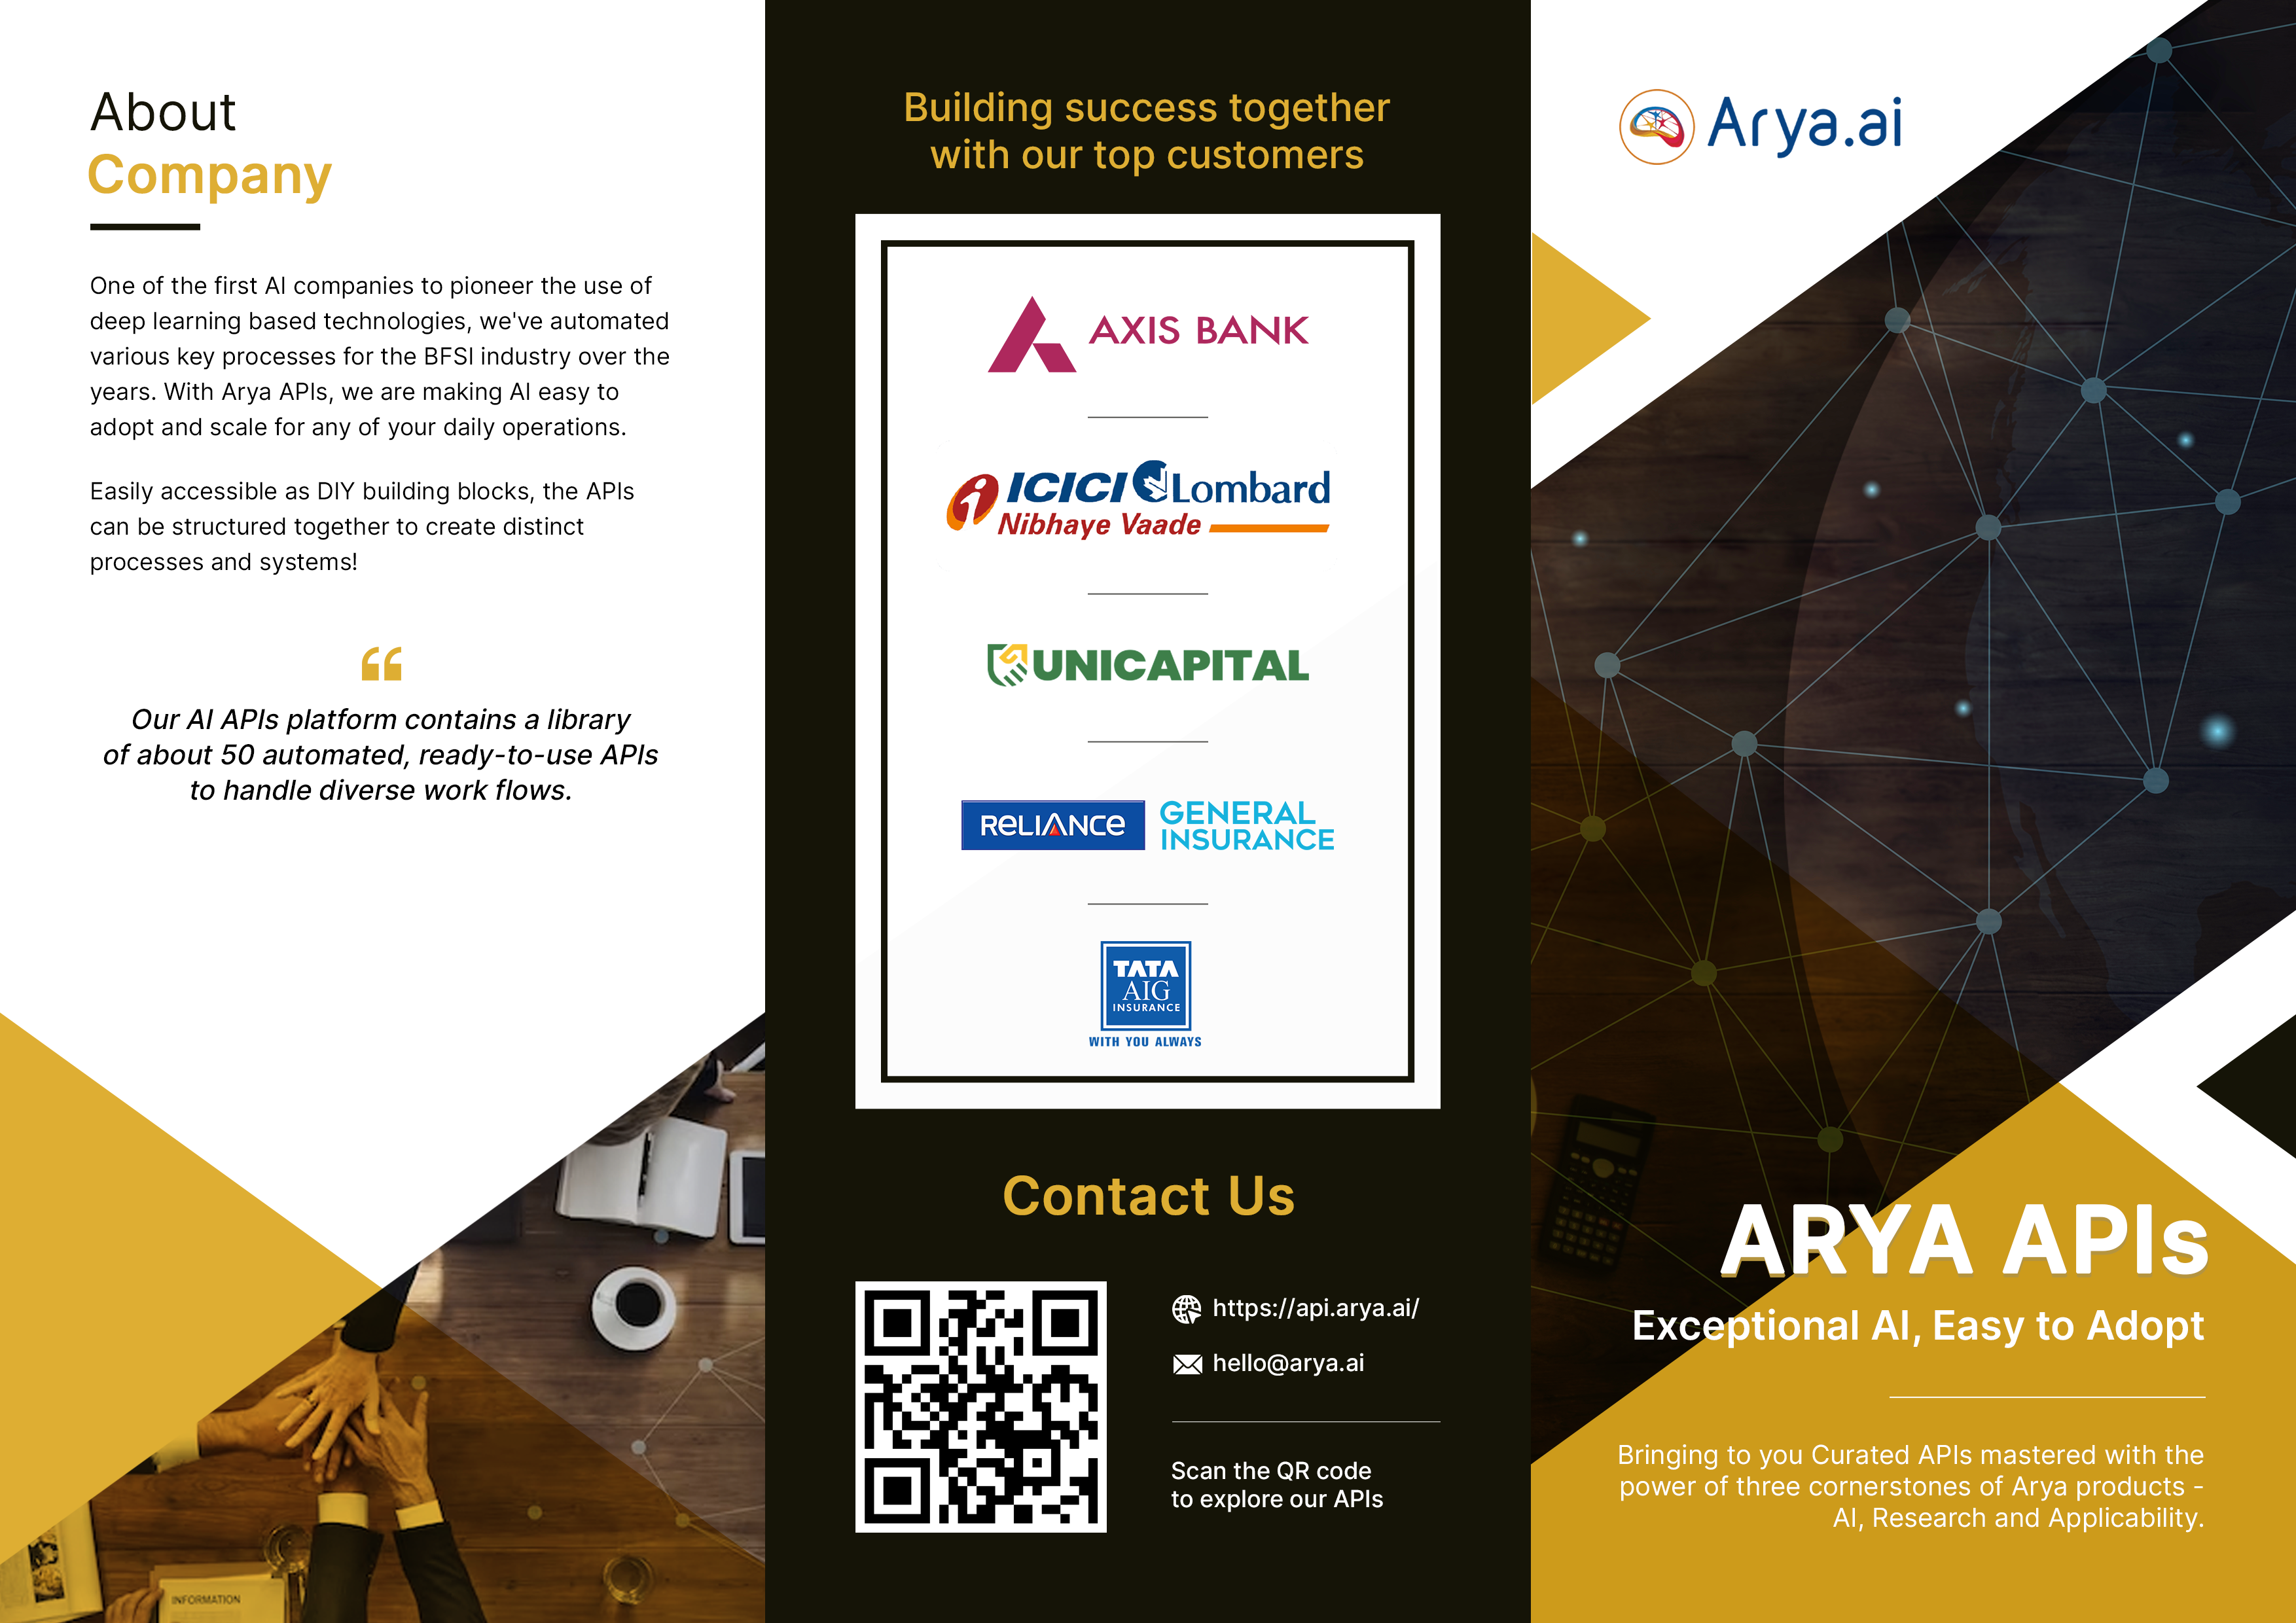 About
Company
One of the first AI companies to pioneer the use of
deep learning based technologies, we've automated
various key processes for the BFSI industry over the
years. With Arya APIs, we are making AI easy to
adopt and scale for any of your daily operations.
Easily accessible as DIY building blocks, the APIs
can be structured together to create distinct
processes and systems!
“
Our AI APIs platform contains a library
of about 50 automated, ready-to-use APIs
to handle diverse work flows.
INFORMATION
Building success together
with our top customers
AXIS BANK
ICICI Lombard
Nibhaye Vaade
UNICAPITAL
RELIANCE GENERAL
INSURANCE
TATA
AIG
INSURANCE
WITH YOU ALWAYS
Contact Us
https://api.arya.ai/
hello@arya.ai
Scan the QR code
to explore our APIs
Arya.ai
ARYA APIs
Exceptional AI, Easy to Adopt
Bringing to you Curated APIs mastered with the
power of three cornerstones of Arya products -
AI, Research and Applicability.